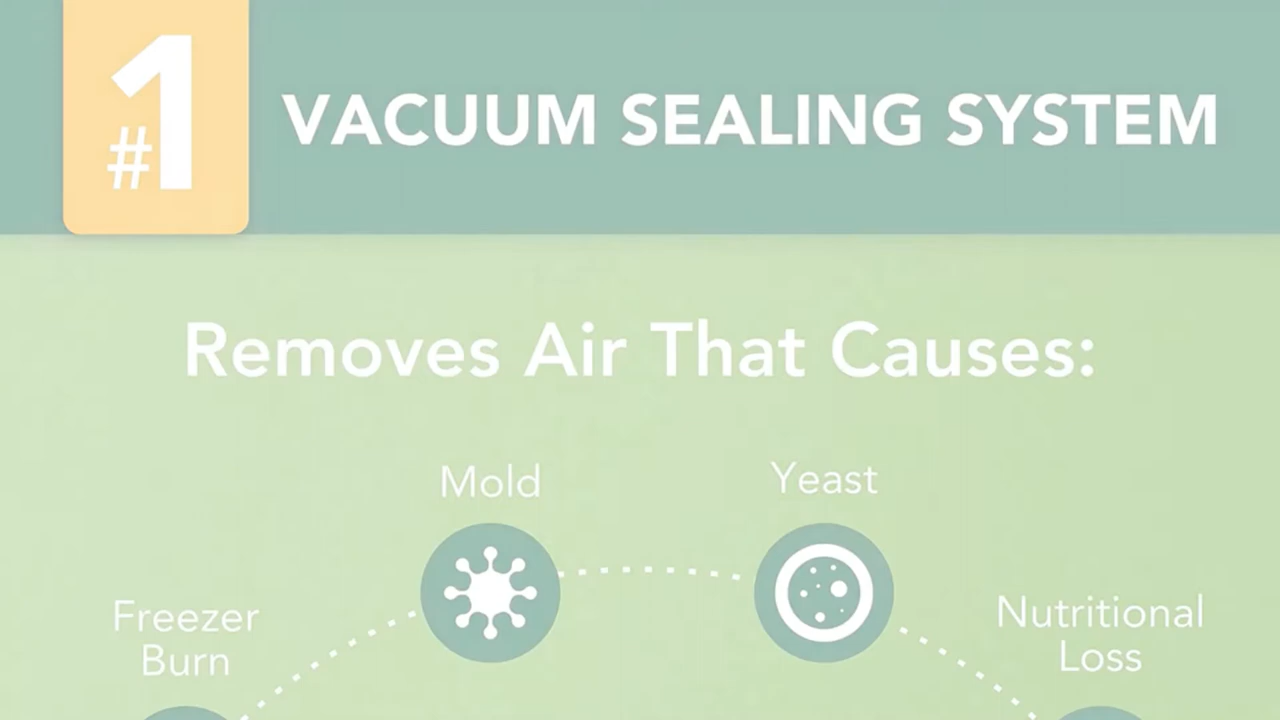 #1
VACUUM SEALING SYSTEM
Removes Air That Causes:
Mold
Yeast
Freezer
Burn
Nutritional
Loss